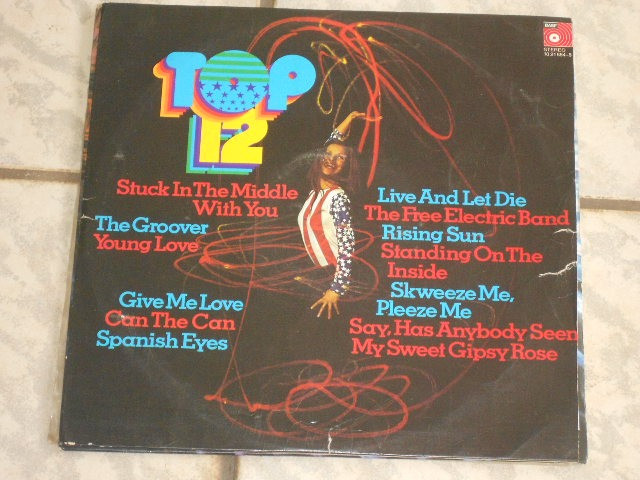 TOP
12
BASF
STEREO
Stuck In The Middle
With You
The Groover
Young Love
Give Me Love
Can The Can
Spanish Eyes
Live And Let Die
The Free Electric Band
Rising Sun
Standing On The
Inside
Skweeze Me,
Pleeze Me
Say, Has Anybody Seen
My Sweet Gipsy Rose